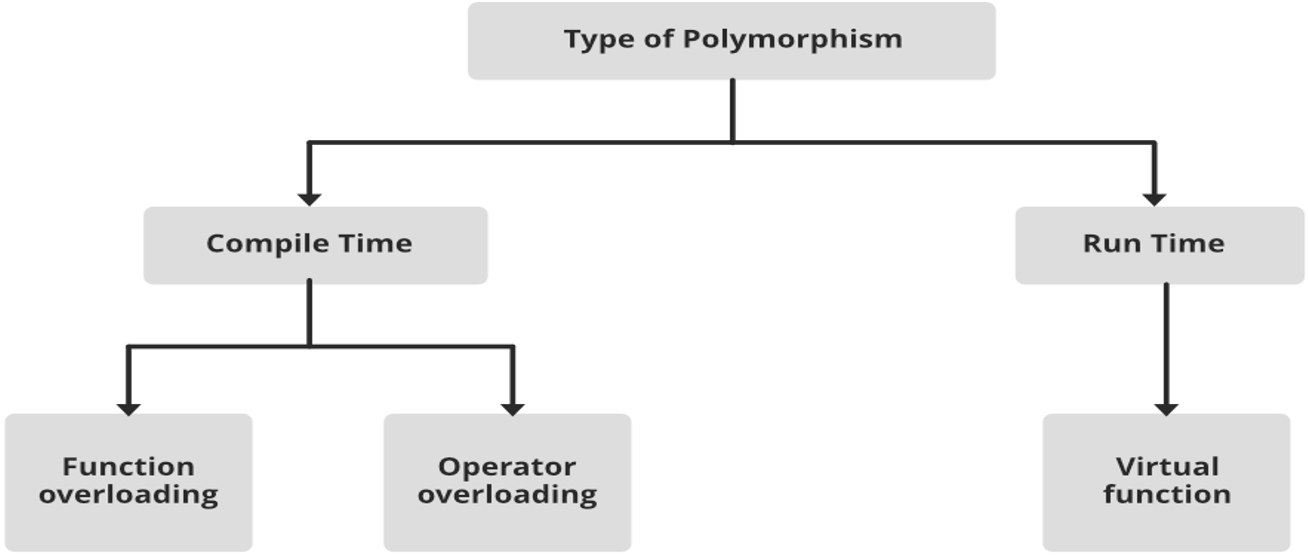 Type of Polymorphism
Compile Time
Run Time
Function
overloading
Operator
overloading
Virtual
function